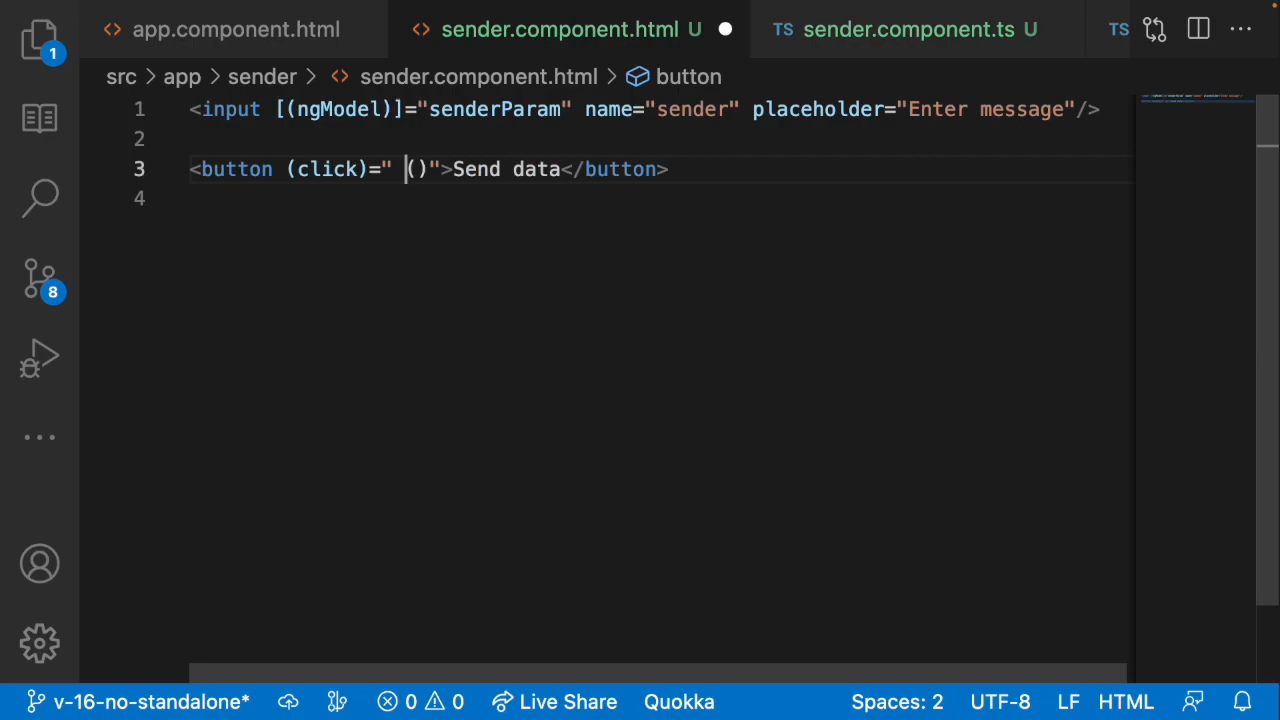 1
<> app.component.html
<> sender.component.html U
TS sender.component.ts U
TS
src > app > sender > <> sender.component.html > button
1 <input [(ngModel)]="senderParam" name="sender" placeholder="Enter message"/>
2
3 <button (click)=" ()">Send data</button>
4
8
v-16-no-standalone* 0 0 Live Share Quokka Spaces: 2 UTF-8 LF HTML